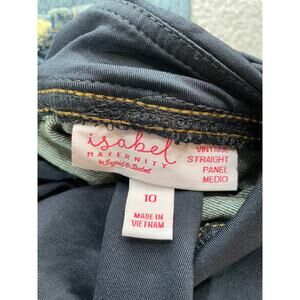 isabel
MATERNITY
by Ingrid & Isabel
VINTAGE
STRAIGHT
PANEL
MEDIO
10
MADE IN
VIETNAM